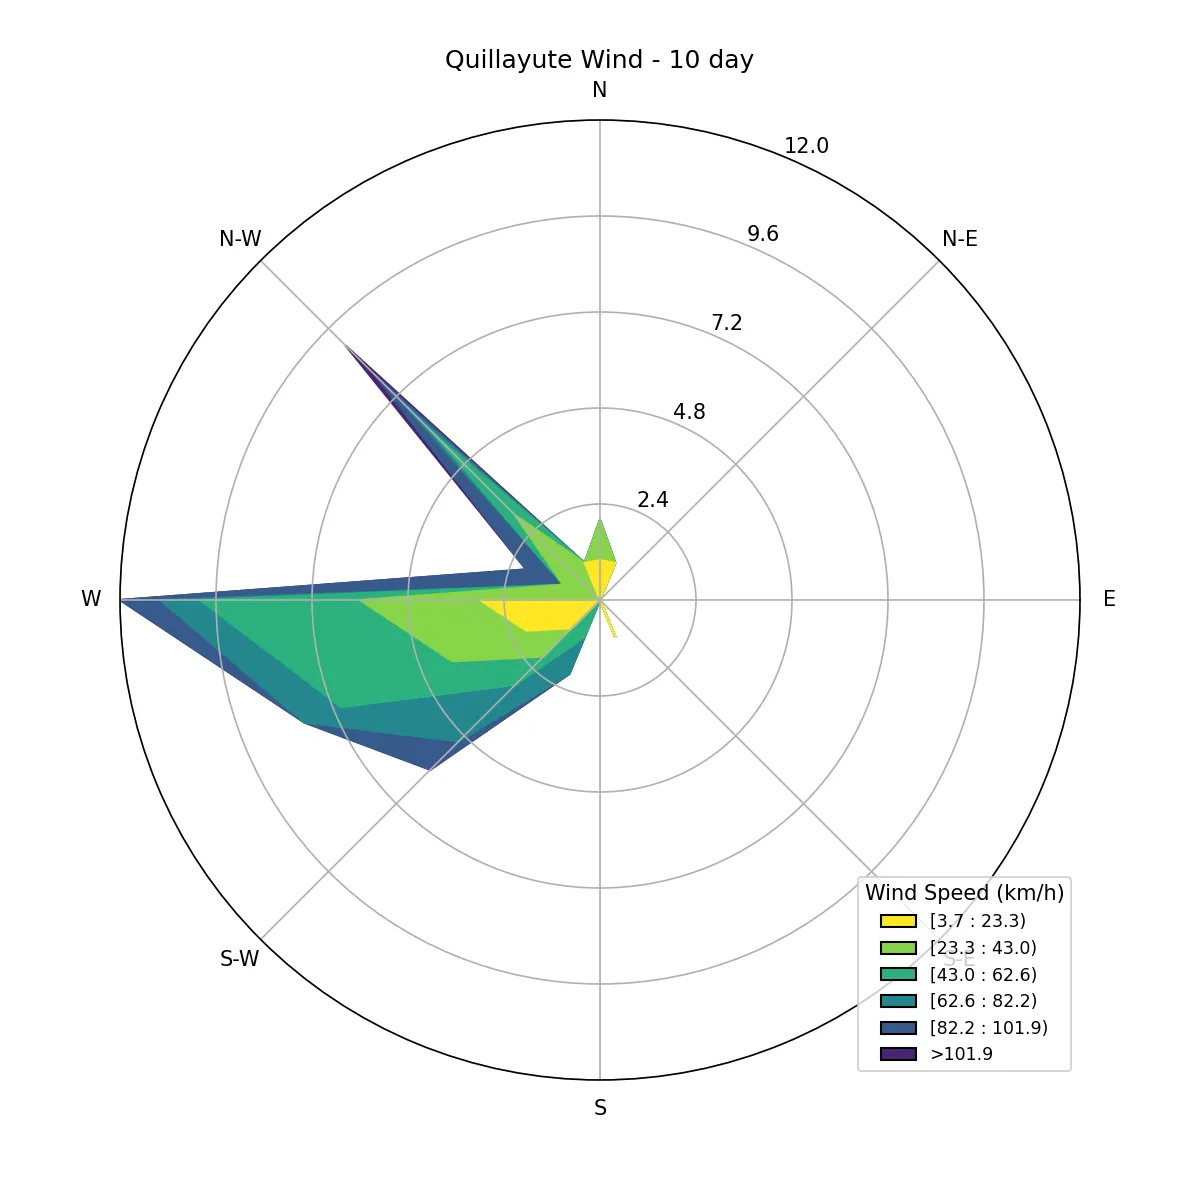 Quillayute Wind - 10 day
N
12.0
N-W
9.6
N-E
7.2
4.8
2.4
W
E
S-W
S-E
Wind Speed (km/h)
[3.7 : 23.3)
[23.3 : 43.0)
[43.0 : 62.6)
[62.6 : 82.2)
[82.2 : 101.9)
>101.9
S